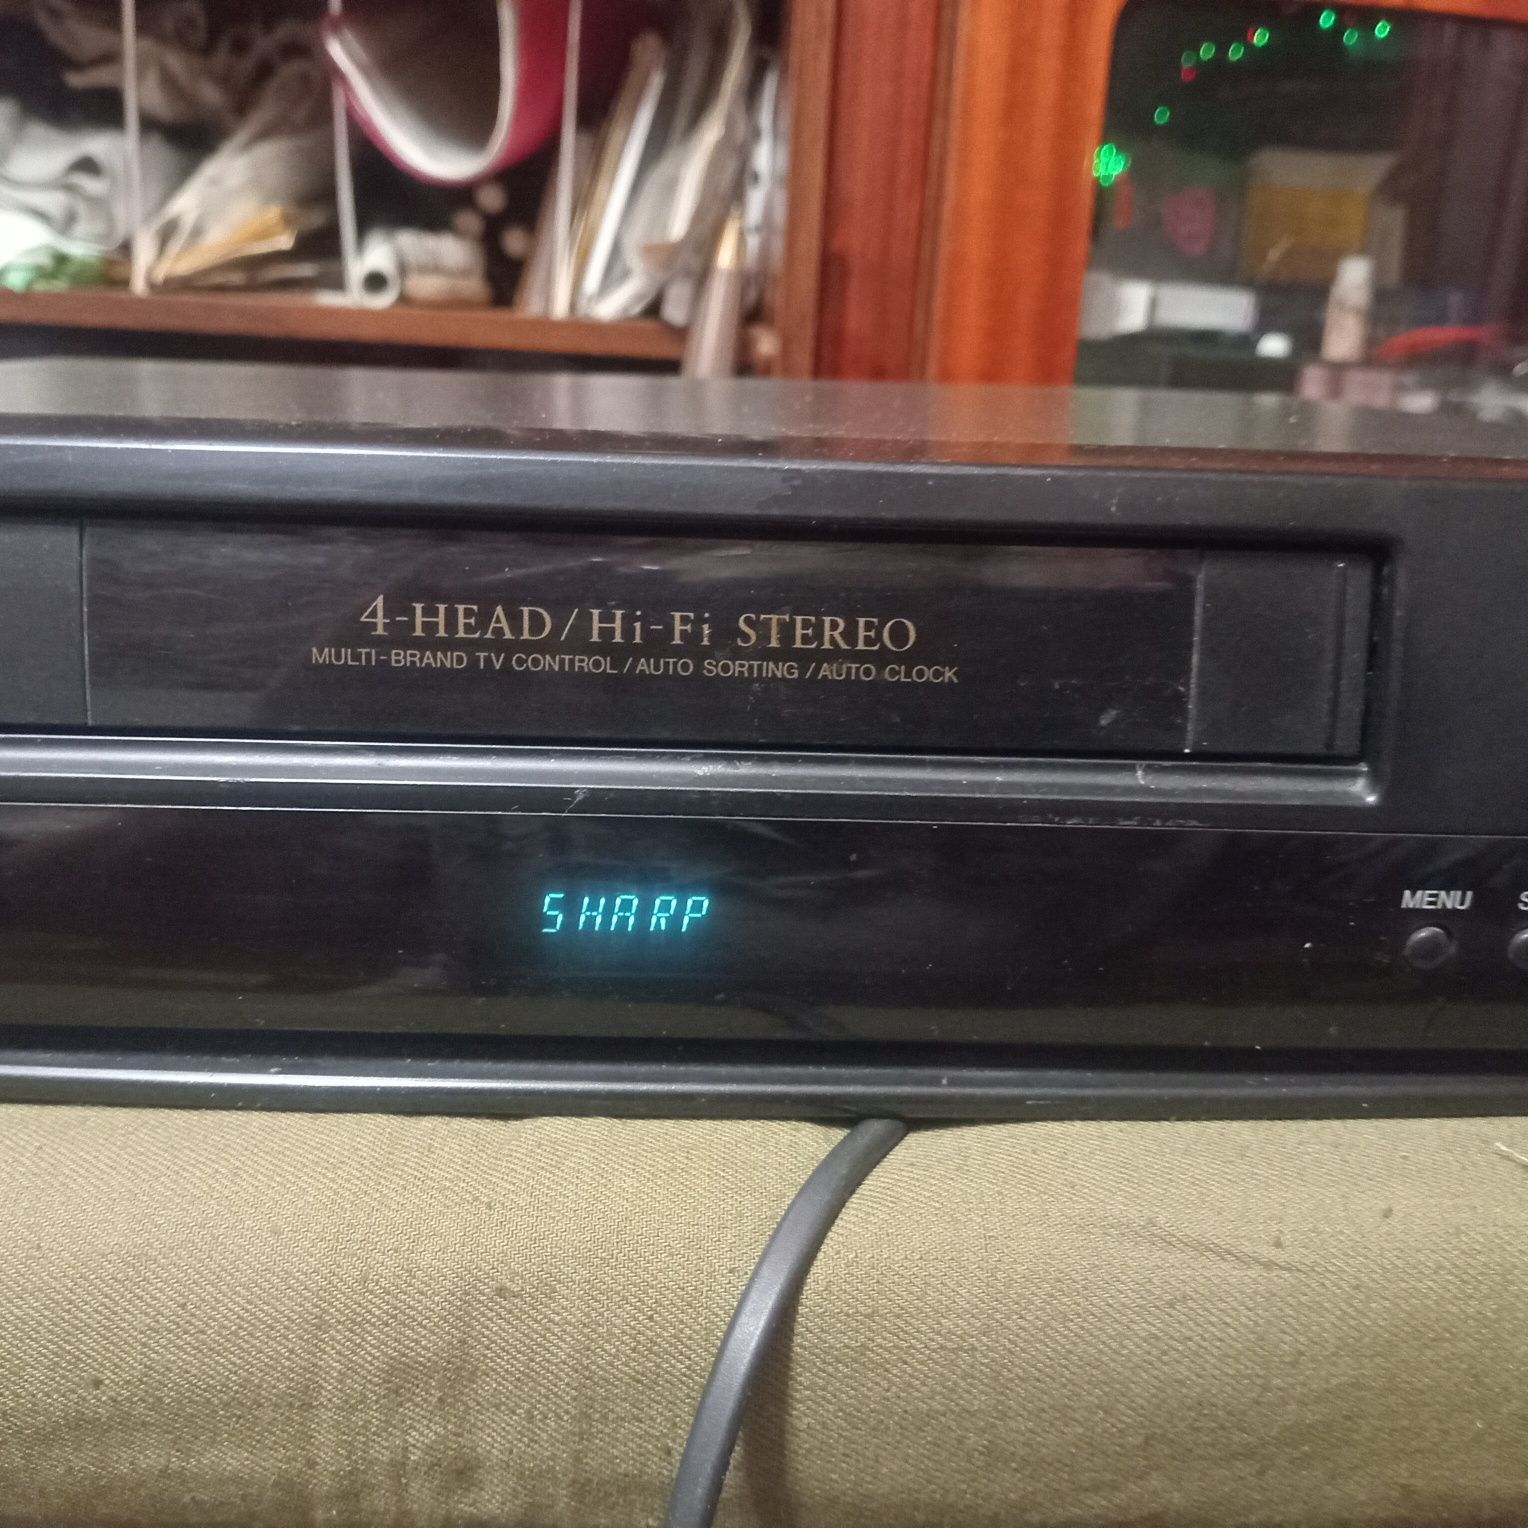 4-HEAD/Hi-Fi STEREO
MULTI-BRAND TV CONTROL/AUTO SORTING/AUTO CLOCK
SHARP
MENU